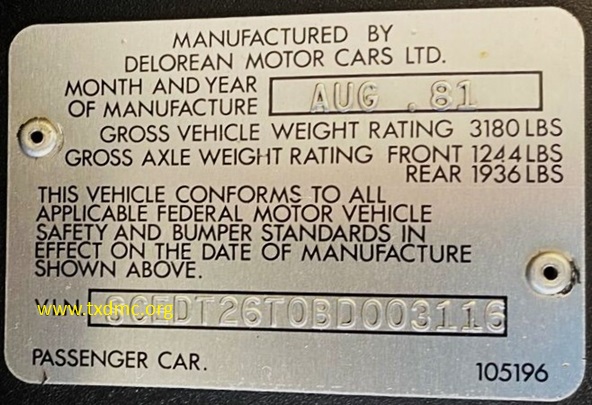 MANUFACTURED BY
DELOREAN MOTOR CARS LTD.
MONTH AND YEAR
OF MANUFACTURE AUG .81
GROSS VEHICLE WEIGHT RATING 3180 LBS
GROSS AXLE WEIGHT RATING FRONT 1244 LBS
REAR 1936 LBS
THIS VEHICLE CONFORMS TO ALL
APPLICABLE FEDERAL MOTOR VEHICLE
SAFETY AND BUMPER STANDARDS IN
EFFECT ON THE DATE OF MANUFACTURE
SHOWN ABOVE.
VIN SCEDT26T0BD003116
www.txdmc.org
PASSENGER CAR. 105196